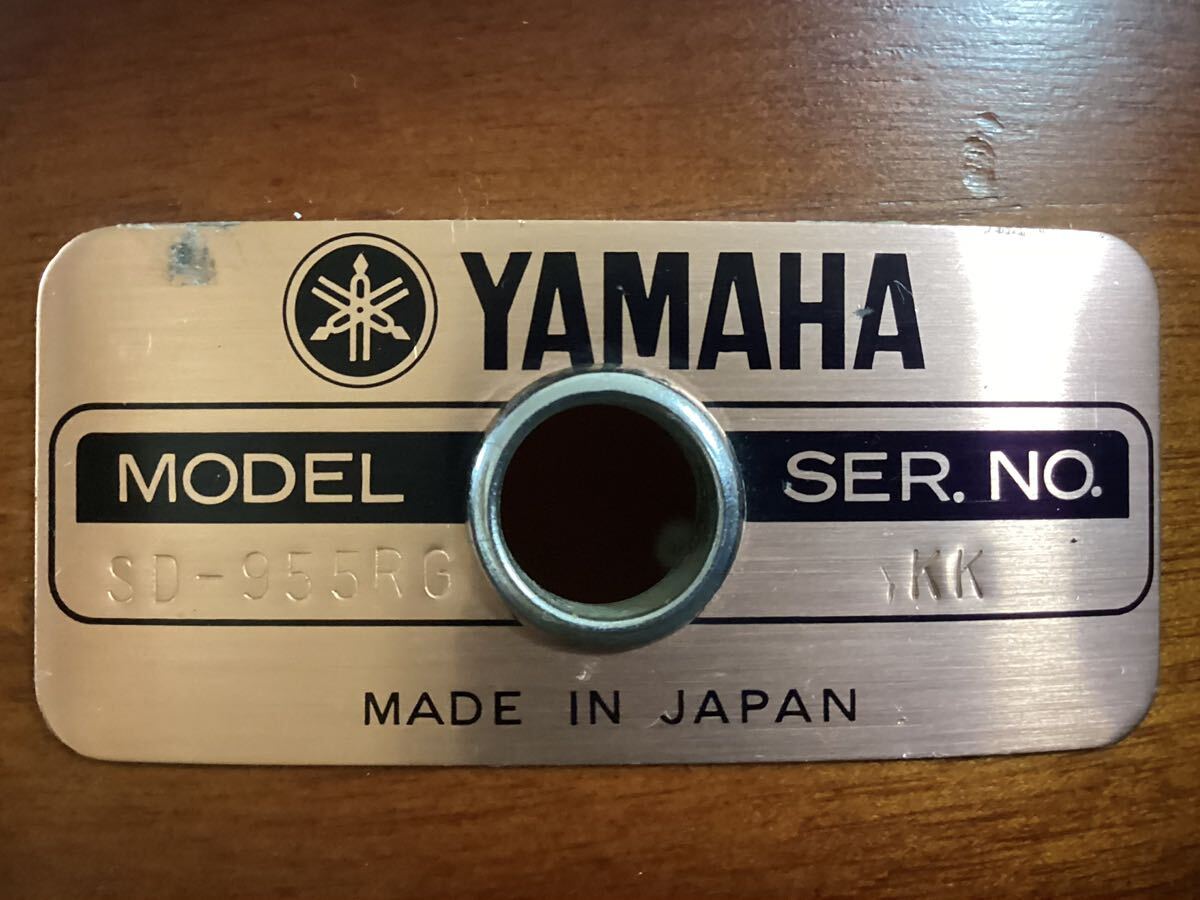 YAMAHA
MODEL SER. NO.
SD-955RG KK
MADE IN JAPAN